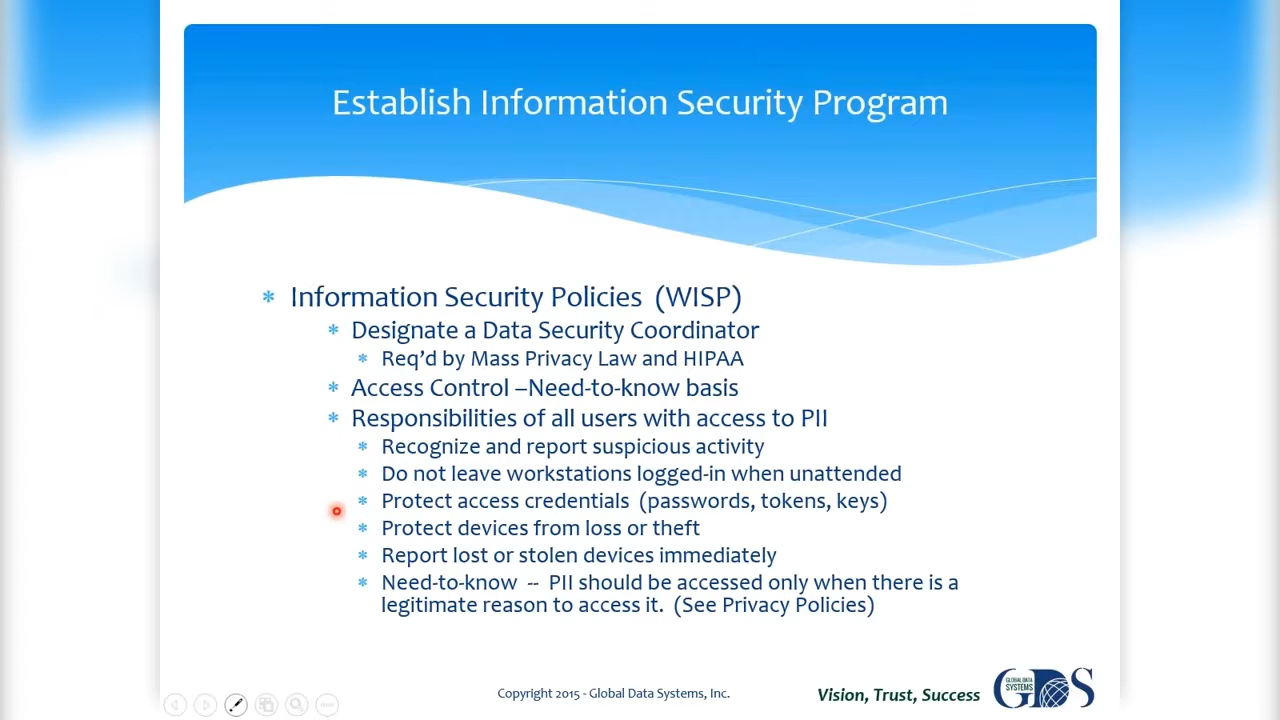 Establish Information Security Program
* Information Security Policies (WISP)
* Designate a Data Security Coordinator
* Req’d by Mass Privacy Law and HIPAA
* Access Control –Need-to-know basis
* Responsibilities of all users with access to PII
* Recognize and report suspicious activity
* Do not leave workstations logged-in when unattended
* Protect access credentials (passwords, tokens, keys)
* Protect devices from loss or theft
* Report lost or stolen devices immediately
* Need-to-know -- PII should be accessed only when there is a
legitimate reason to access it. (See Privacy Policies)
Copyright 2015 - Global Data Systems, Inc.
Vision, Trust, Success
GDS
GLOBAL DATA
SYSTEMS